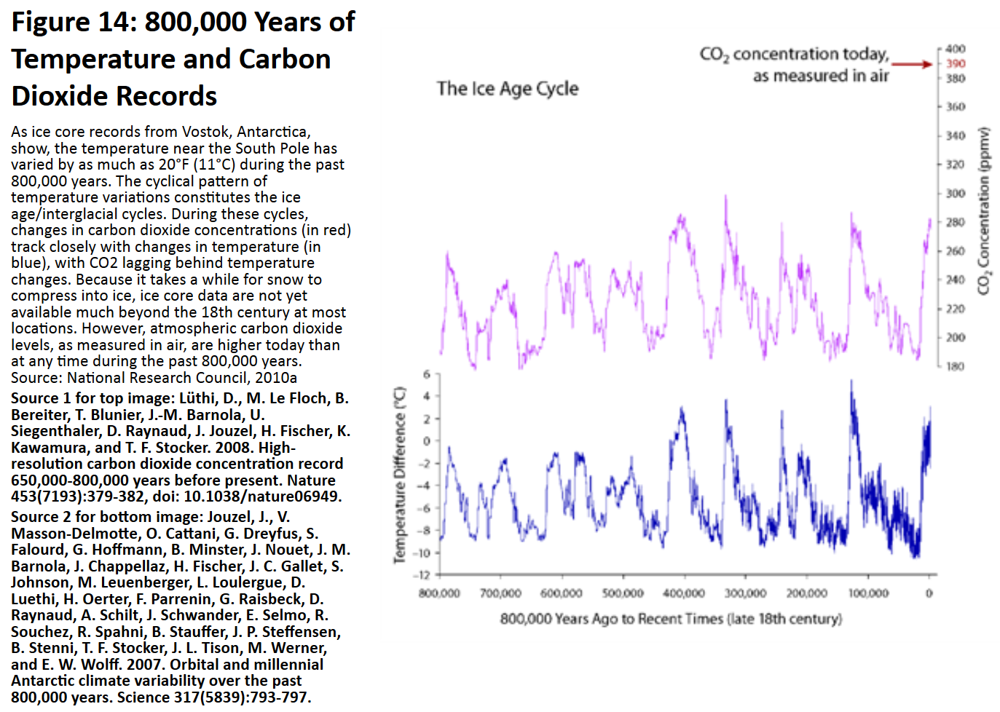 Figure 14: 800,000 Years of
Temperature and Carbon
Dioxide Records
As ice core records from Vostok, Antarctica,
show, the temperature near the South Pole has
varied by as much as 20°F (11°C) during the past
800,000 years. The cyclical pattern of
temperature variations constitutes the ice
age/interglacial cycles. During these cycles,
changes in carbon dioxide concentrations (in red)
track closely with changes in temperature (in
blue), with CO2 lagging behind temperature
changes. Because it takes a while for snow to
compress into ice, ice core data are not yet
available much beyond the 18th century at most
locations. However, atmospheric carbon dioxide
levels, as measured in air, are higher today than
at any time during the past 800,000 years.
Source: National Research Council, 2010a
Source 1 for top image: Lüthi, D., M. Le Floch, B.
Bereiter, T. Blunier, J.-M. Barnola, U.
Siegenthaler, D. Raynaud, J. Jouzel, H. Fischer, K.
Kawamura, and T. F. Stocker. 2008. High-
resolution carbon dioxide concentration record
650,000-800,000 years before present. Nature
453(7193):379-382, doi: 10.1038/nature06949.
Source 2 for bottom image: Jouzel, J., V.
Masson-Delmotte, O. Cattani, G. Dreyfus, S.
Falourd, G. Hoffmann, B. Minster, J. Nouet, J. M.
Barnola, J. Chappellaz, H. Fischer, J. C. Gallet, S.
Johnson, M. Leuenberger, L. Loulergue, D.
Luethi, H. Oerter, F. Parrenin, G. Raisbeck, D.
Raynaud, A. Schilt, J. Schwander, E. Selmo, R.
Souchez, R. Spahni, B. Stauffer, J. P. Steffensen,
B. Stenni, T. F. Stocker, J. L. Tison, M. Werner,
and E. W. Wolff. 2007. Orbital and millennial
Antarctic climate variability over the past
800,000 years. Science 317(5839):793-797.
The Ice Age Cycle
CO₂ concentration today,
as measured in air
400
390
380
360
340
320
300
280
260
240
220
200
180
CO₂ Concentration (ppmv)
Temperature Difference (°C)
6
4
2
0
−2
−4
−6
−8
−10
−12
800,000 700,000 600,000 500,000 400,000 300,000 200,000 100,000 0
800,000 Years Ago to Recent Times (late 18th century)